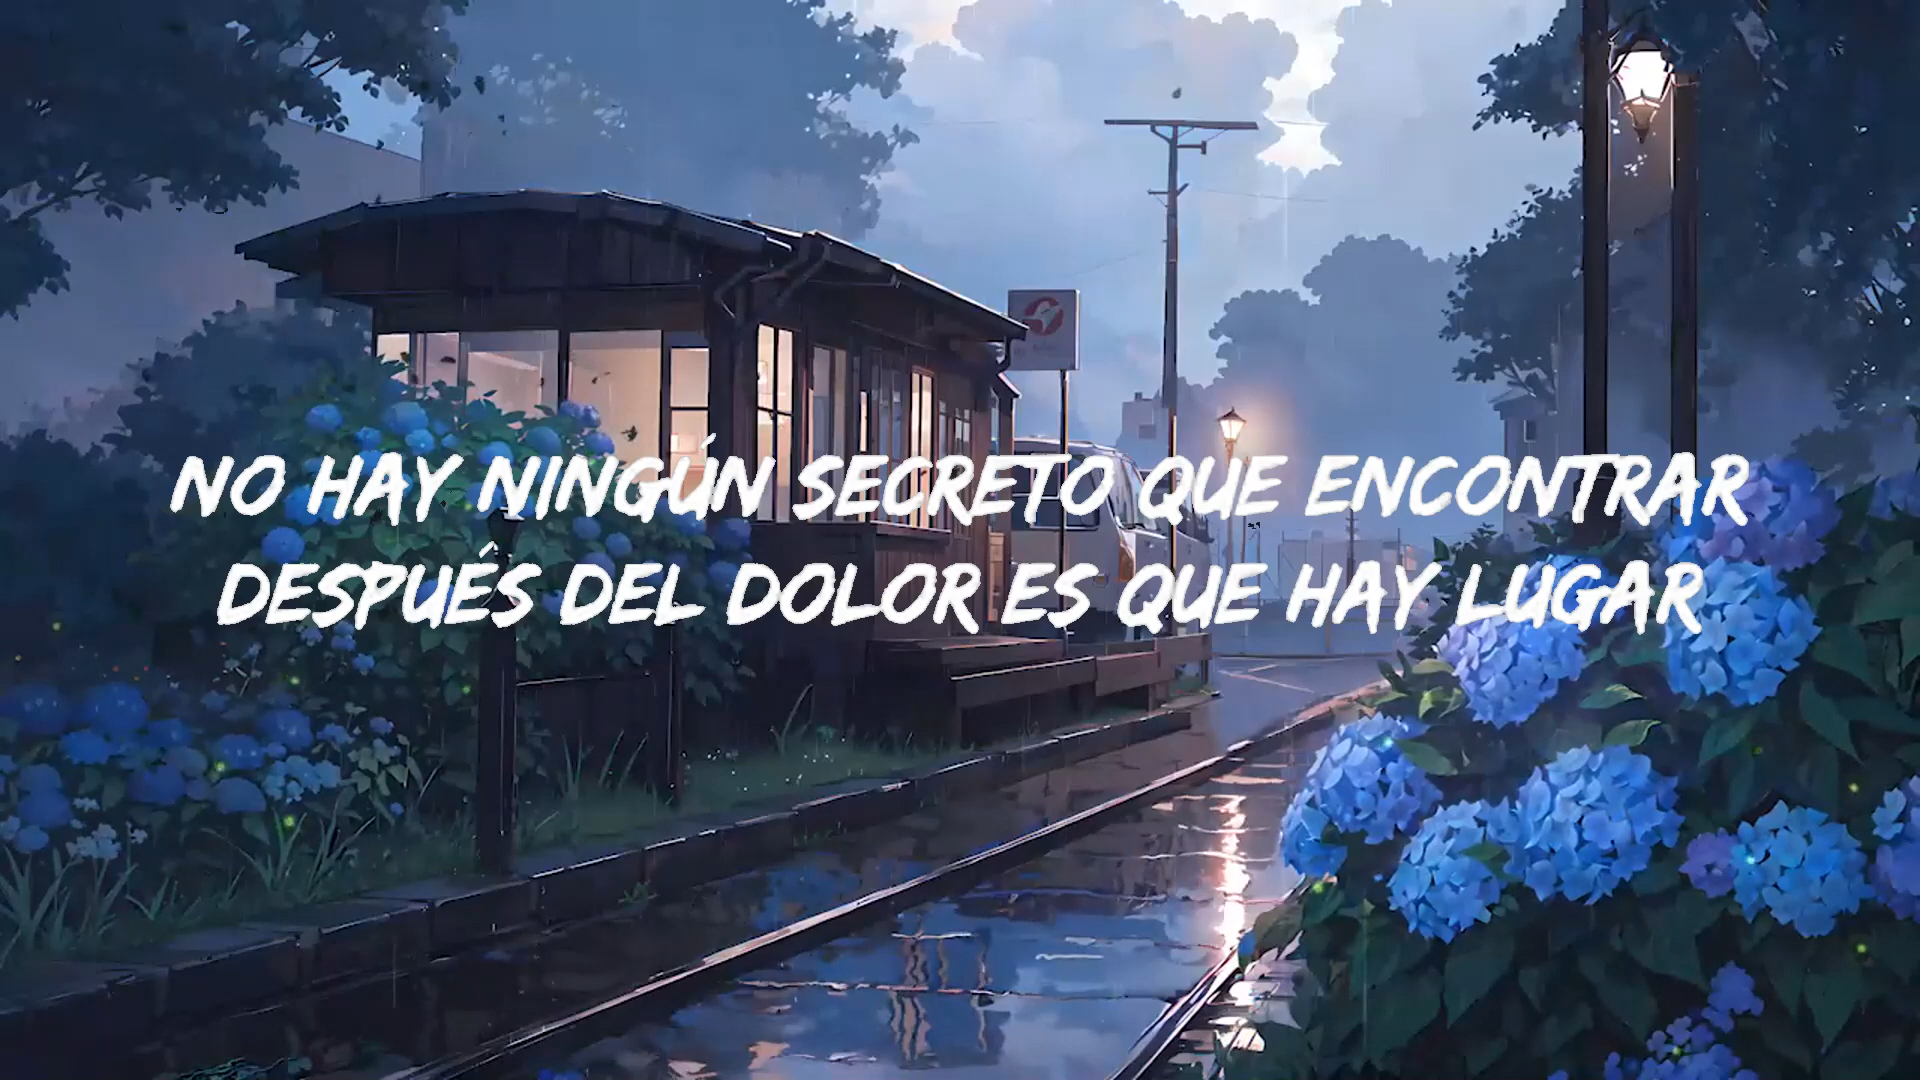 NO HAY NINGÚN SECRETO QUE ENCONTRAR
DESPUÉS DEL DOLOR ES QUE HAY LUGAR